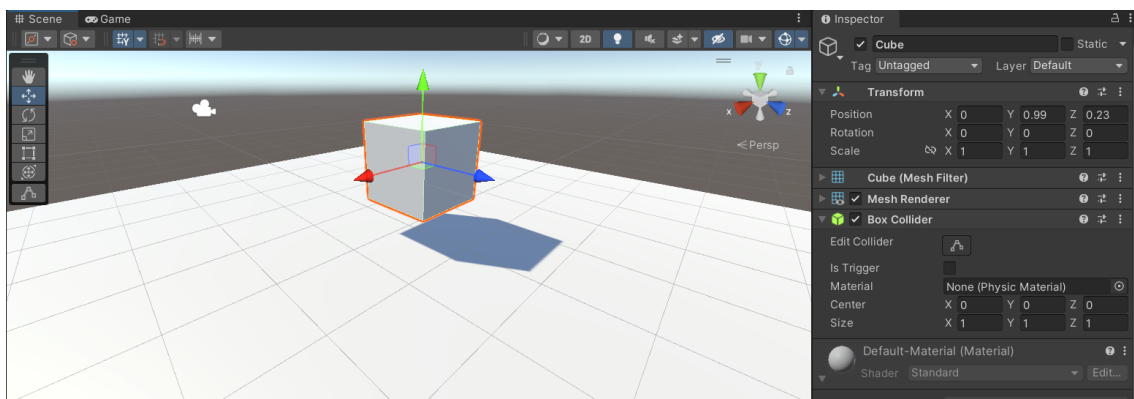 Scene Game
2D
x
y
z
Persp
Inspector
Cube Static
Tag Untagged Layer Default
Transform
Position X 0 Y 0.99 Z 0.23
Rotation X 0 Y 0 Z 0
Scale X 1 Y 1 Z 1
Cube (Mesh Filter)
Mesh Renderer
Box Collider
Edit Collider
Is Trigger
Material None (Physic Material)
Center X 0 Y 0 Z 0
Size X 1 Y 1 Z 1
Default-Material (Material)
Shader Standard Edit...